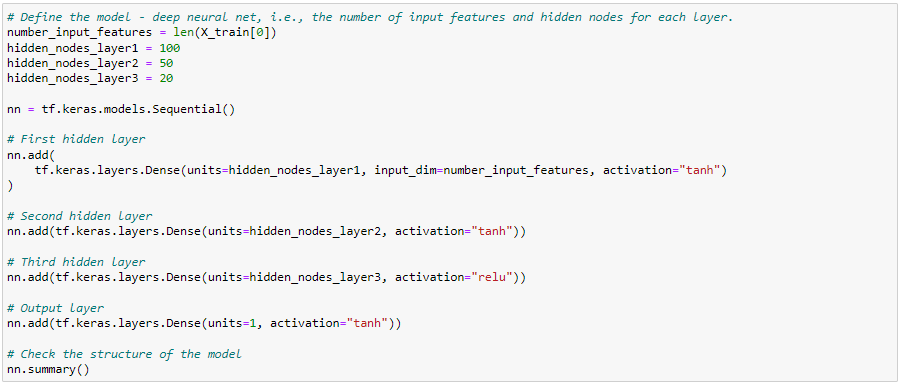 # Define the model - deep neural net, i.e., the number of input features and hidden nodes for each layer.
number_input_features = len(X_train[0])
hidden_nodes_layer1 = 100
hidden_nodes_layer2 = 50
hidden_nodes_layer3 = 20

nn = tf.keras.models.Sequential()

# First hidden layer
nn.add(
    tf.keras.layers.Dense(units=hidden_nodes_layer1, input_dim=number_input_features, activation="tanh")
)

# Second hidden layer
nn.add(tf.keras.layers.Dense(units=hidden_nodes_layer2, activation="tanh"))

# Third hidden layer
nn.add(tf.keras.layers.Dense(units=hidden_nodes_layer3, activation="relu"))

# Output layer
nn.add(tf.keras.layers.Dense(units=1, activation="tanh"))

# Check the structure of the model
nn.summary()